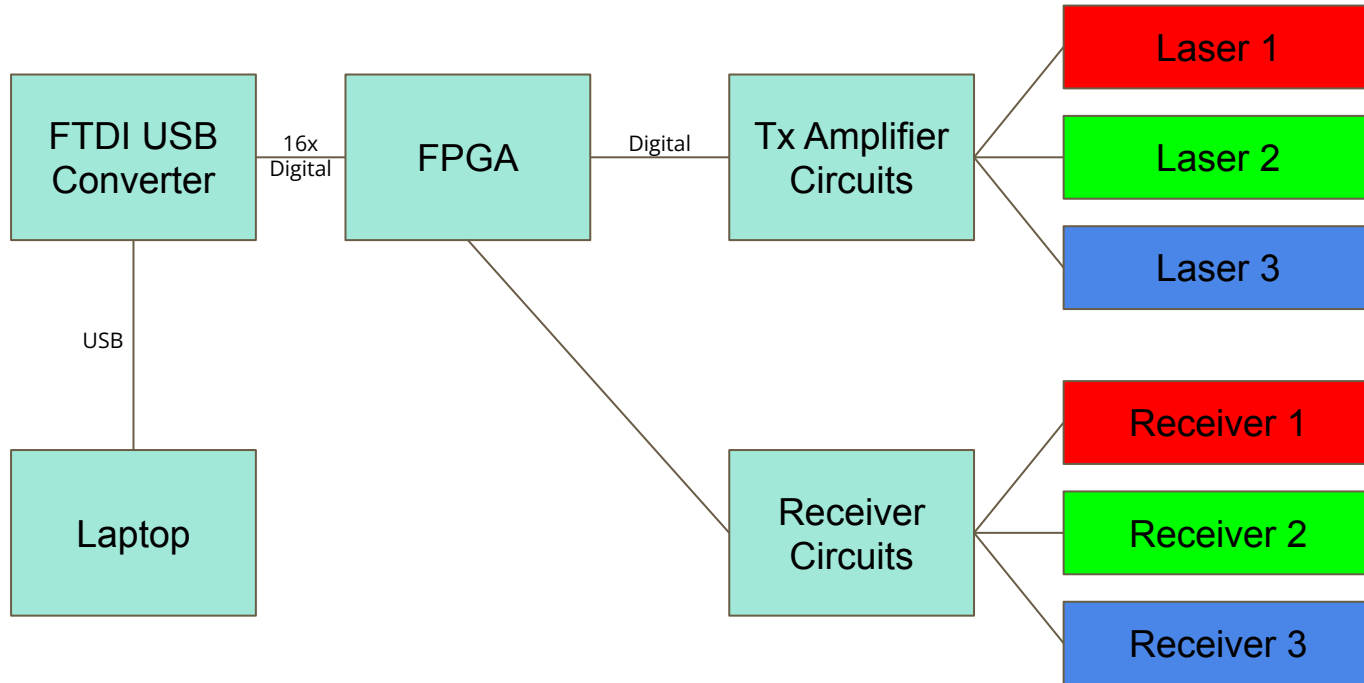 Laser 1
FTDI USB
Converter
16x
Digital
FPGA
Digital
Tx Amplifier
Circuits
Laser 2
Laser 3
USB
Receiver 1
Laptop
Receiver
Circuits
Receiver 2
Receiver 3